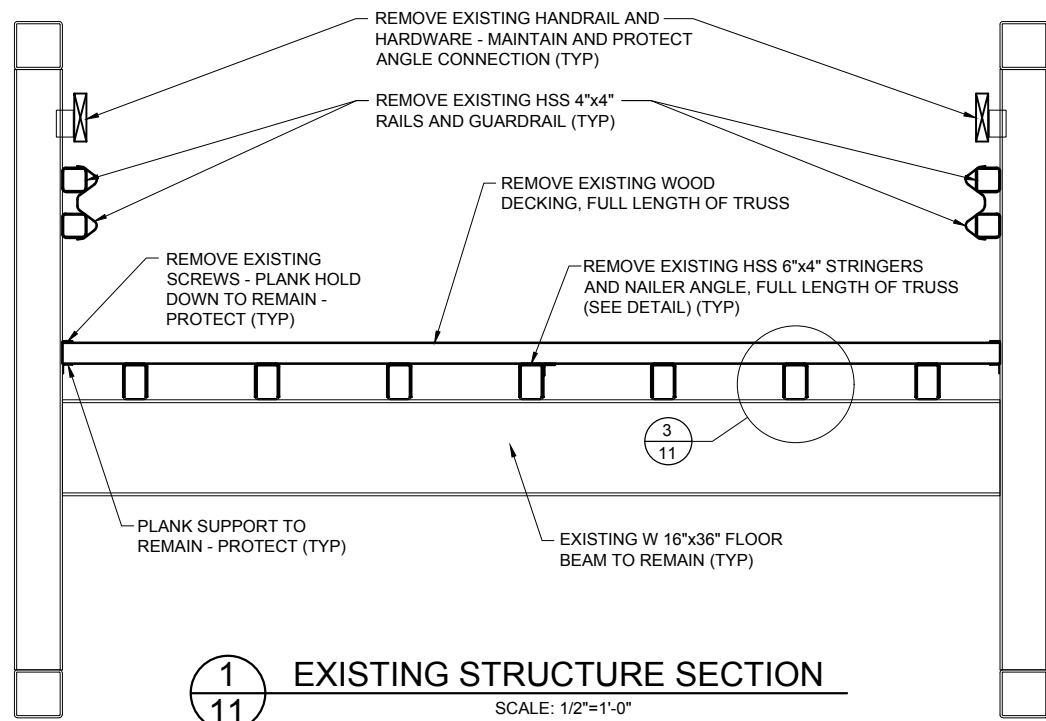 REMOVE EXISTING HANDRAIL AND
HARDWARE - MAINTAIN AND PROTECT
ANGLE CONNECTION (TYP)
REMOVE EXISTING HSS 4"x4"
RAILS AND GUARDRAIL (TYP)
REMOVE EXISTING WOOD
DECKING, FULL LENGTH OF TRUSS
REMOVE EXISTING
SCREWS - PLANK HOLD
DOWN TO REMAIN -
PROTECT (TYP)
REMOVE EXISTING HSS 6"x4" STRINGERS
AND NAILER ANGLE, FULL LENGTH OF TRUSS
(SEE DETAIL) (TYP)
3
11
PLANK SUPPORT TO
REMAIN - PROTECT (TYP)
EXISTING W 16"x36" FLOOR
BEAM TO REMAIN (TYP)
1
11
EXISTING STRUCTURE SECTION
SCALE: 1/2"=1'-0"